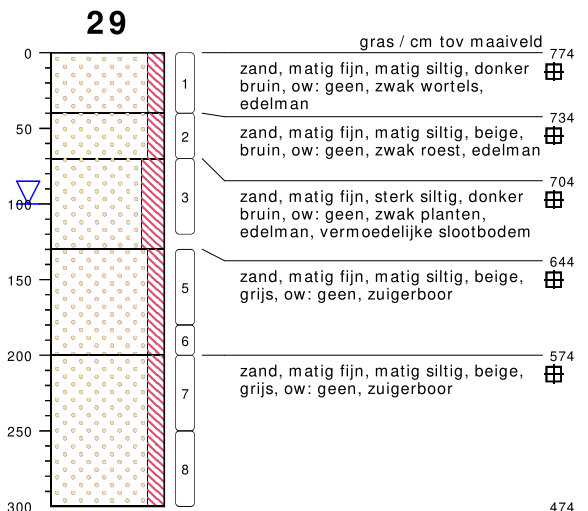 29
gras / cm tov maaiveld
0
774
zand, matig fijn, matig siltig, donker
bruin, ow: geen, zwak wortels,
edelman
1
734
50
zand, matig fijn, matig siltig, beige,
bruin, ow: geen, zwak roest, edelman
2
704
zand, matig fijn, sterk siltig, donker
bruin, ow: geen, zwak planten,
edelman, vermoedelijke slootbodem
3
100
644
zand, matig fijn, matig siltig, beige,
grijs, ow: geen, zuigerboor
150
5
6
200
574
zand, matig fijn, matig siltig, beige,
grijs, ow: geen, zuigerboor
7
250
8
300
474